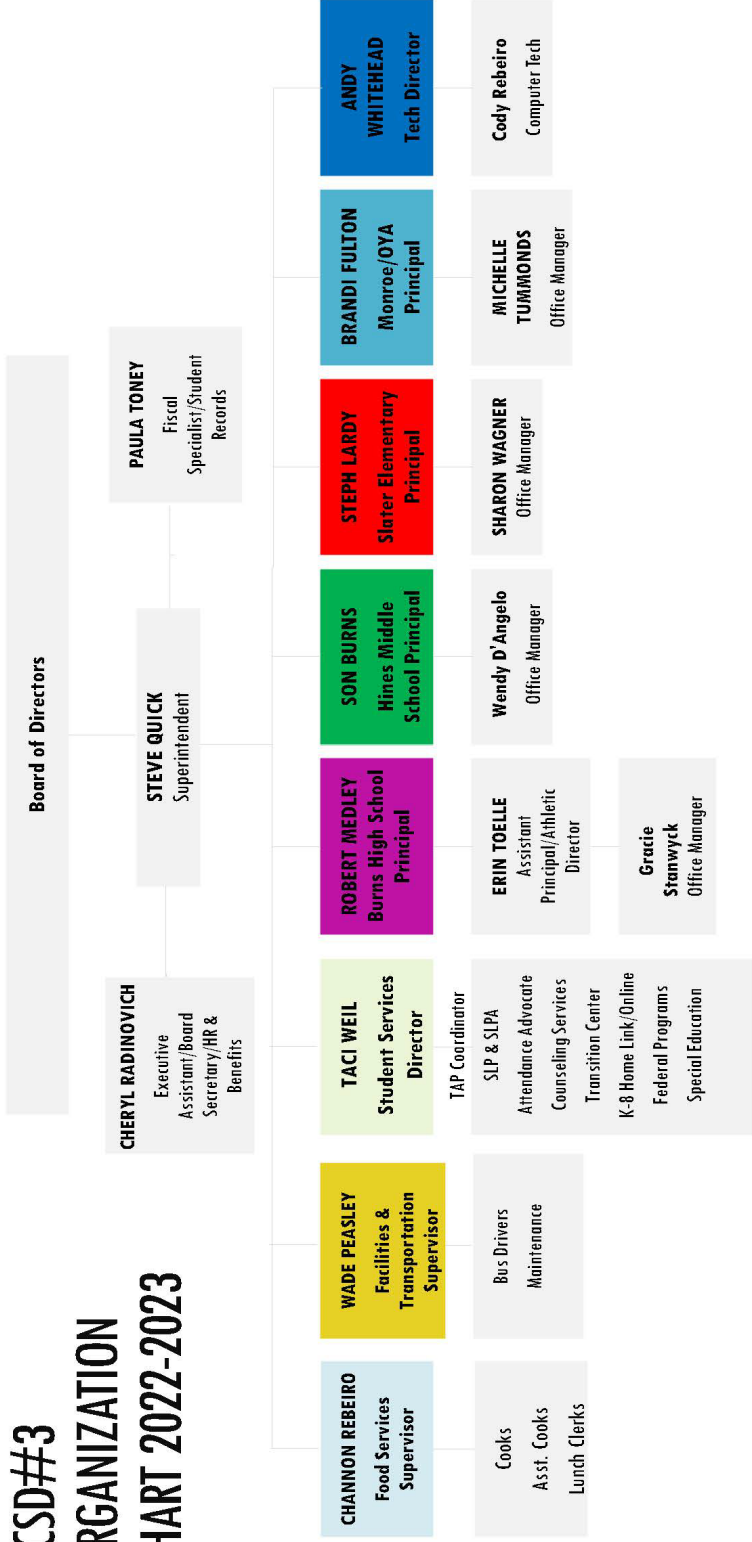 CSD#3
RGANIZATION
HART 2022-2023
Board of Directors
CHERYL RADINOVICH
Executive
Assistant/Board
Secretary/HR &
Benefits
STEVE QUICK
Superintendent
PAULA TONEY
Fiscal
Specialist/Student
Records
CHANNON REBEIRO
Food Services
Supervisor
WADE PEASLEY
Facilities &
Transportation
Supervisor
TACI WEIL
Student Services
Director
ROBERT MEDLEY
Burns High School
Principal
SON BURNS
Hines Middle
School Principal
STEPH LARDY
Slater Elementary
Principal
BRANDI FULTON
Monroe/OYA
Principal
ANDY
WHITEHEAD
Tech Director
Cooks
Asst. Cooks
Lunch Clerks
Bus Drivers
Maintenance
TAP Coordinator
SLP & SLPA
Attendance Advocate
Counseling Services
Transition Center
K-8 Home Link/Online
Federal Programs
Special Education
ERIN TOELLE
Assistant
Principal/Athletic
Director
Gracie
Stanwyck
Office Manager
Wendy D'Angelo
Office Manager
SHARON WAGNER
Office Manager
MICHELLE
TUMMONDS
Office Manager
Cody Rebeiro
Computer Tech